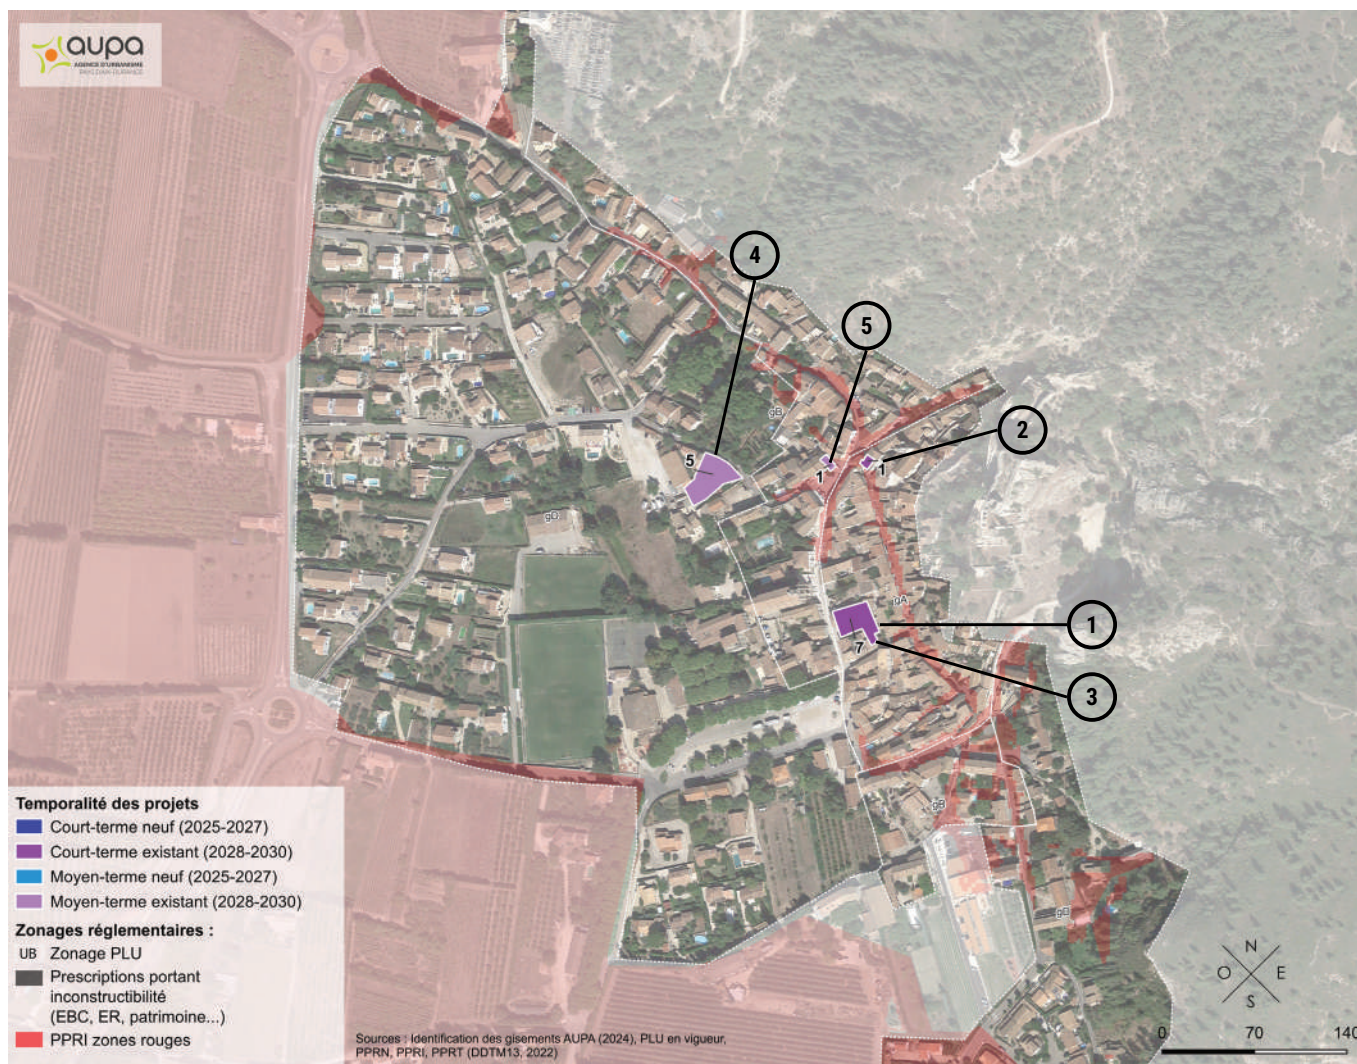 aupa
AGENCE D'URBANISME
PAYS D'AIX-DURANCE
4
5
2
gB
5
1
1
gD
gA
1
7
3
gB
gD
Temporalité des projets
Court-terme neuf (2025-2027)
Court-terme existant (2028-2030)
Moyen-terme neuf (2025-2027)
Moyen-terme existant (2028-2030)
Zonages réglementaires :
UB Zonage PLU
Prescriptions portant
inconstructibilité
(EBC, ER, patrimoine...)
PPRI zones rouges
Sources : Identification des gisements AUPA (2024), PLU en vigueur,
PPRN, PPRI, PPRT (DDTM13, 2022)
N
O E
S
0 70 140